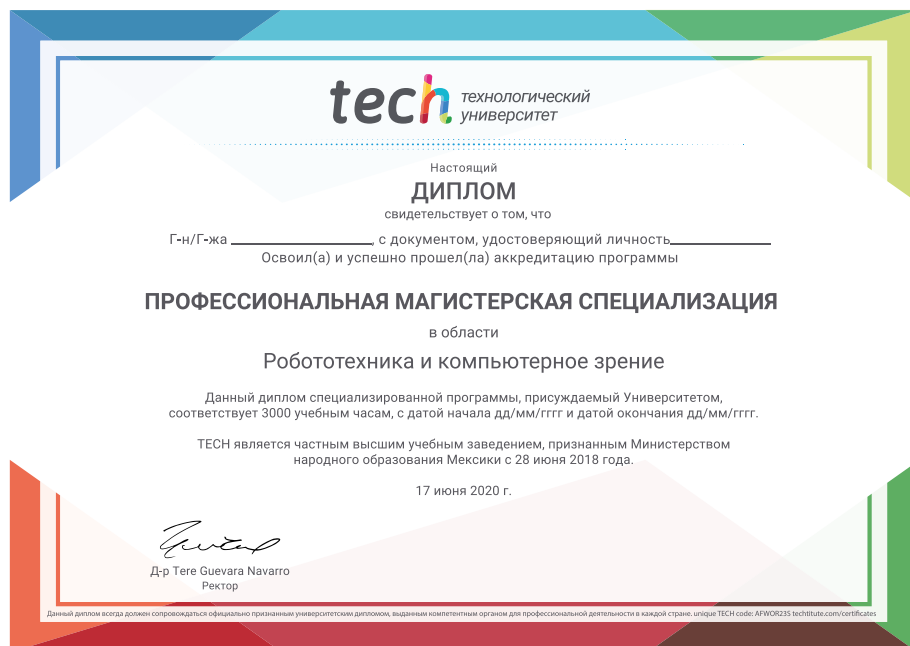 tech технологический
университет
Настоящий
ДИПЛОМ
свидетельствует о том, что
Г-н/Г-жа ____________________, с документом, удостоверяющий личность______________
Освоил(а) и успешно прошел(ла) аккредитацию программы
ПРОФЕССИОНАЛЬНАЯ МАГИСТЕРСКАЯ СПЕЦИАЛИЗАЦИЯ
в области
Робототехника и компьютерное зрение
Данный диплом специализированной программы, присуждаемый Университетом,
соответствует 3000 учебным часам, с датой начала дд/мм/гггг и датой окончания дд/мм/гггг.
TECH является частным высшим учебным заведением, признанным Министерством
народного образования Мексики с 28 июня 2018 года.
17 июня 2020 г.
Д-р Tere Guevara Navarro
Ректор
Данный диплом всегда должен сопровождаться официально признанным университетским дипломом, выданным компетентным органом для профессиональной деятельности в каждой стране. unique TECH code: AFWOR23S techtitute.com/certificates